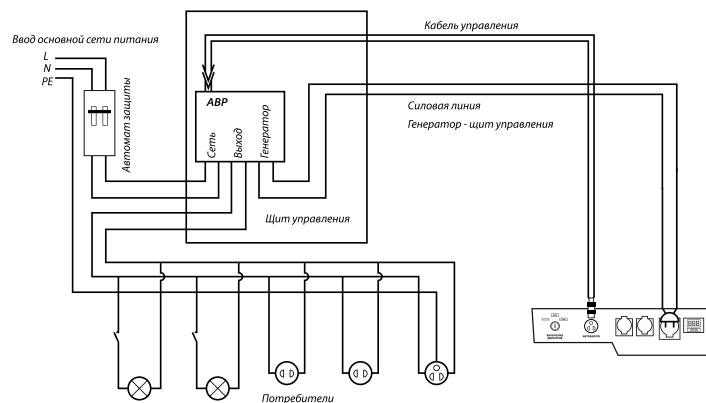 Ввод основной сети питания
L
N
PE
Автомат защиты
АВР
Сеть
Выход
Генератор
Кабель управления
Силовая линия
Генератор - щит управления
Щит управления
Потребители